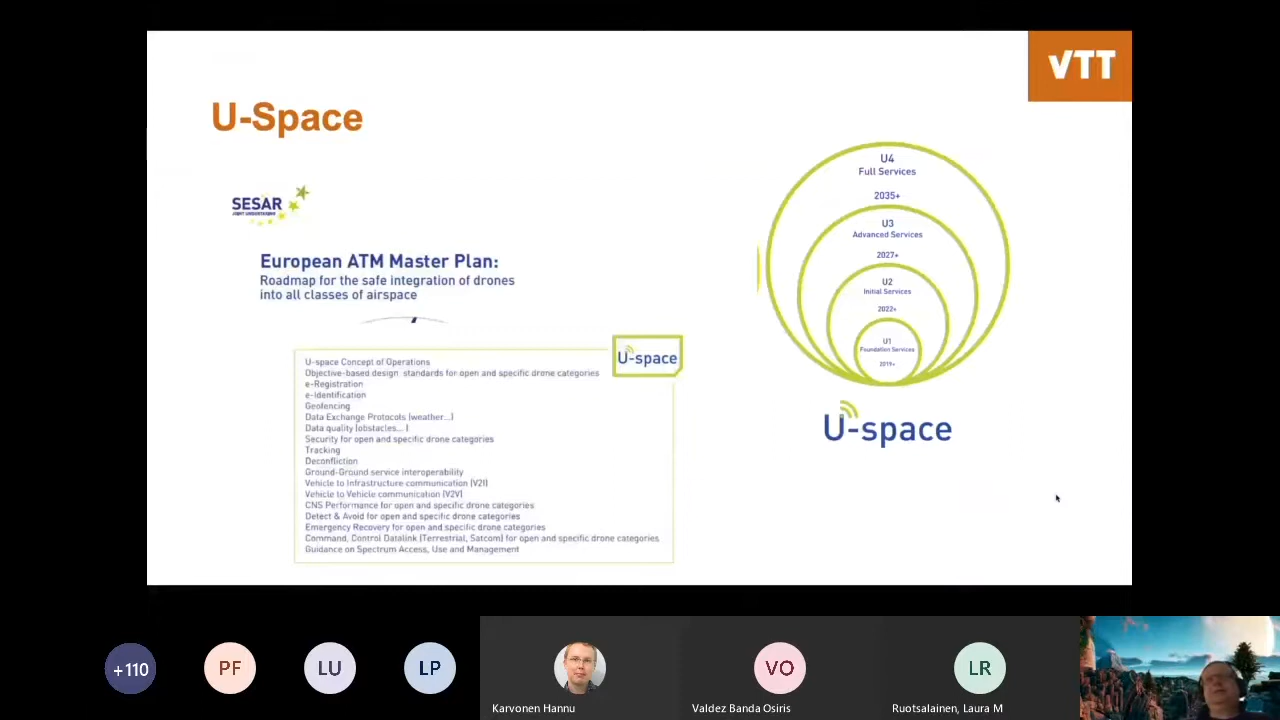 VTT
U-Space
SESAR
JOINT UNDERTAKING
European ATM Master Plan:
Roadmap for the safe integration of drones
into all classes of airspace
U-space
U-space Concept of Operations
Objective-based design: standards for open and specific drone categories
e-Registration
e-Identification
Geofencing
Data Exchange Protocols (weather...)
Data quality (obstacles... )
Security for open and specific drone categories
Tracking
Deconfliction
Ground-Ground service interoperability
Vehicle to Infrastructure communication (V2I)
Vehicle to Vehicle communication (V2V)
CNS Performance for open and specific drone categories
Detect & Avoid for open and specific drone categories
Emergency Recovery for open and specific drone categories
Command, Control Datalink (Terrestrial, Satcom) for open and specific drone categories
Guidance on Spectrum Access, Use and Management
U4
Full Services
2035+
U3
Advanced Services
2027+
U2
Initial Services
2022+
U1
Foundation Services
2019+
U-space
+110
PF
LU
LP
VO
LR
Karvonen Hannu
Valdez Banda Osiris
Ruotsalainen, Laura M